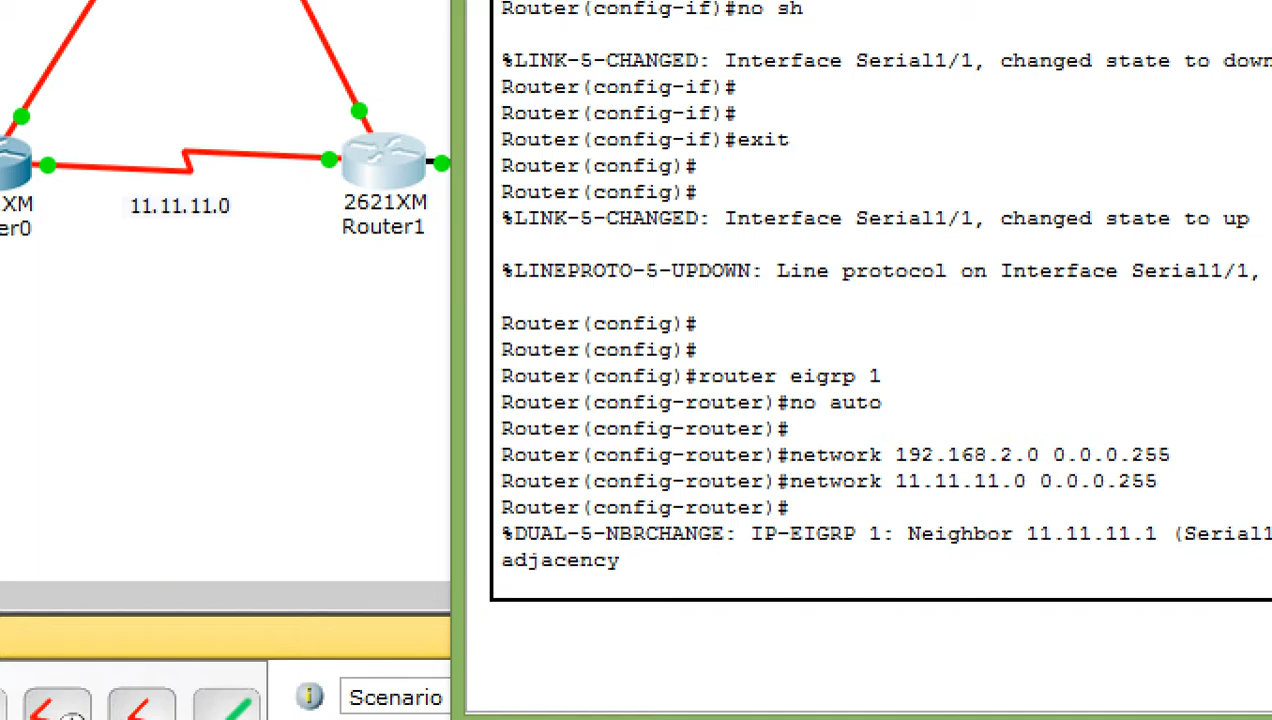 Router(config-if)#no sh
%LINK-5-CHANGED: Interface Serial1/1, changed state to down
Router(config-if)#
Router(config-if)#
Router(config-if)#exit
Router(config)#
Router(config)#
%LINK-5-CHANGED: Interface Serial1/1, changed state to up
%LINEPROTO-5-UPDOWN: Line protocol on Interface Serial1/1,
Router(config)#
Router(config)#
Router(config)#router eigrp 1
Router(config-router)#no auto
Router(config-router)#
Router(config-router)#network 192.168.2.0 0.0.0.255
Router(config-router)#network 11.11.11.0 0.0.0.255
Router(config-router)#
%DUAL-5-NBRCHANGE: IP-EIGRP 1: Neighbor 11.11.11.1 (Serial1
adjacency
XM
er0
11.11.11.0
2621XM
Router1
Scenario